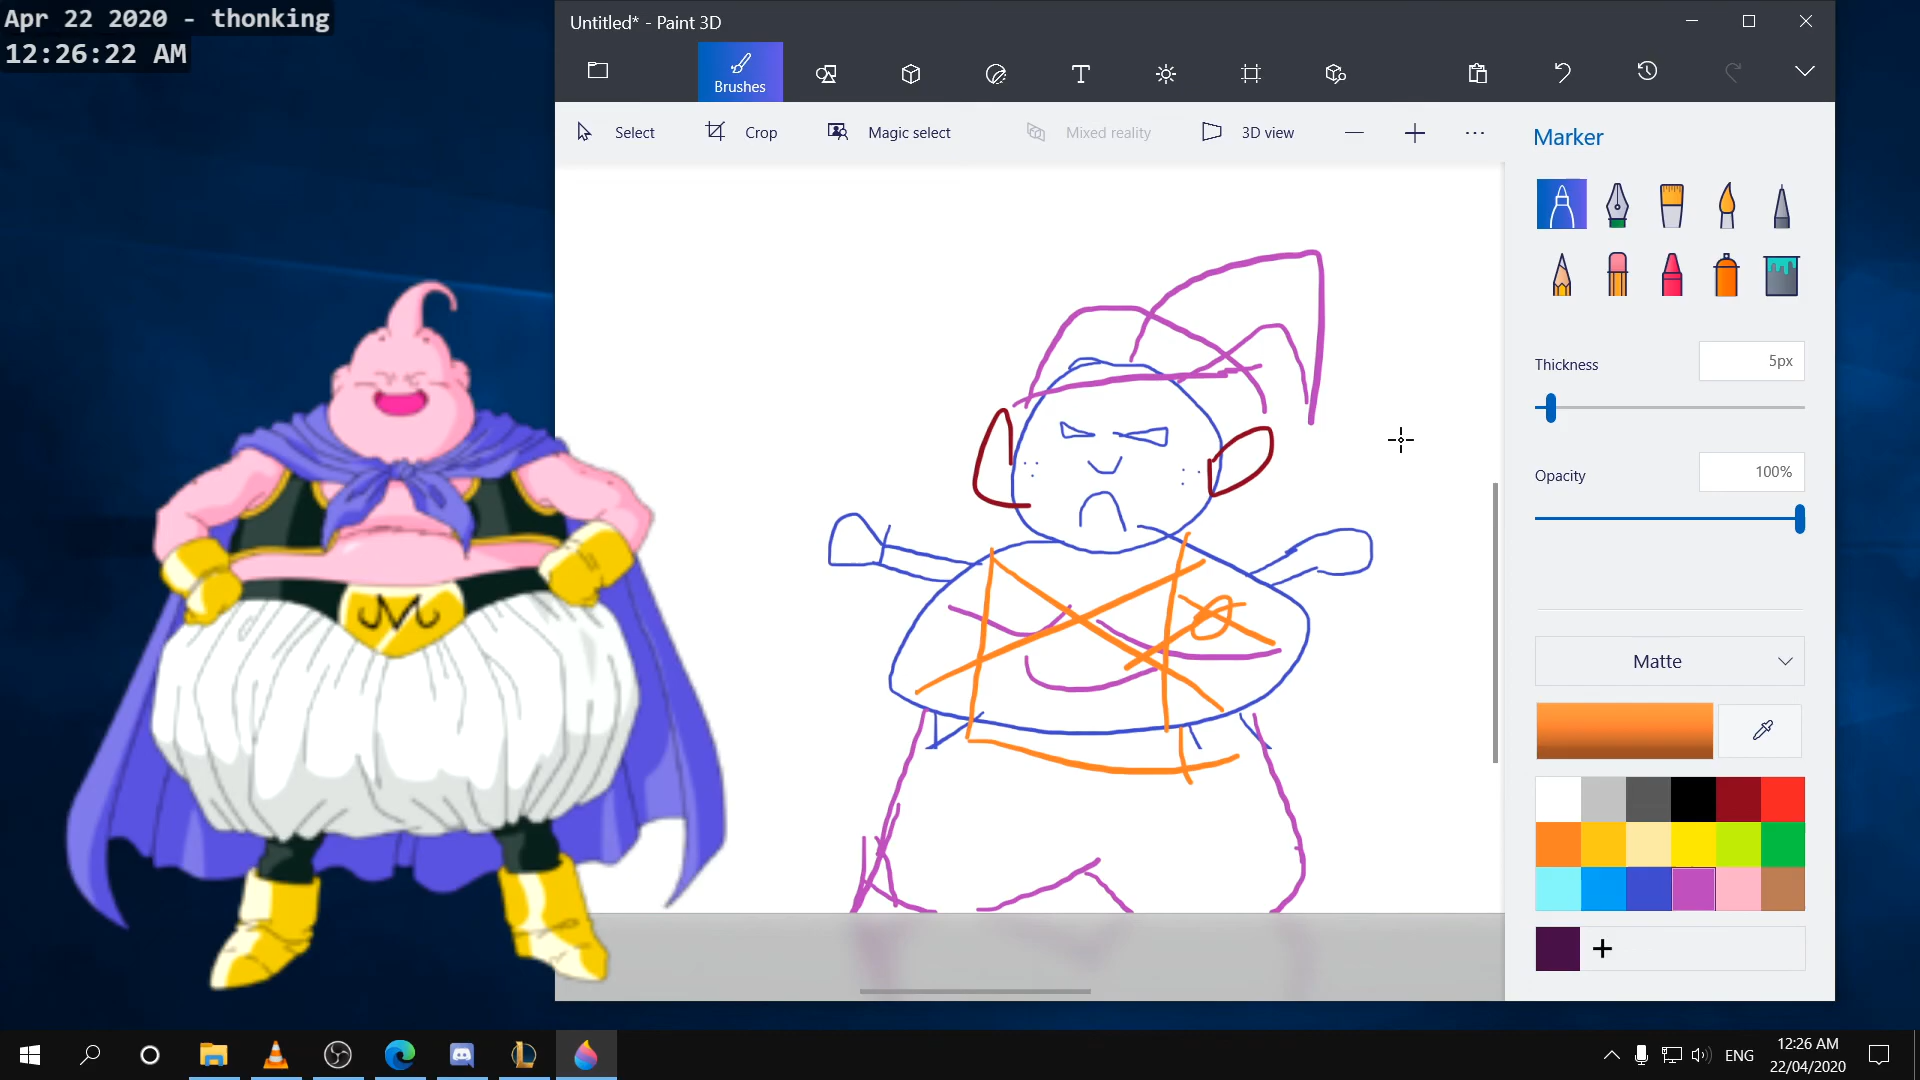 Apr 22 2020 - thonking
12:26:22 AM
Untitled* - Paint 3D
Brushes
Select
Crop
Magic select
Mixed reality
3D view
Marker
Thickness
5px
Opacity
100%
Matte
M
ENG
12:26 AM
22/04/2020